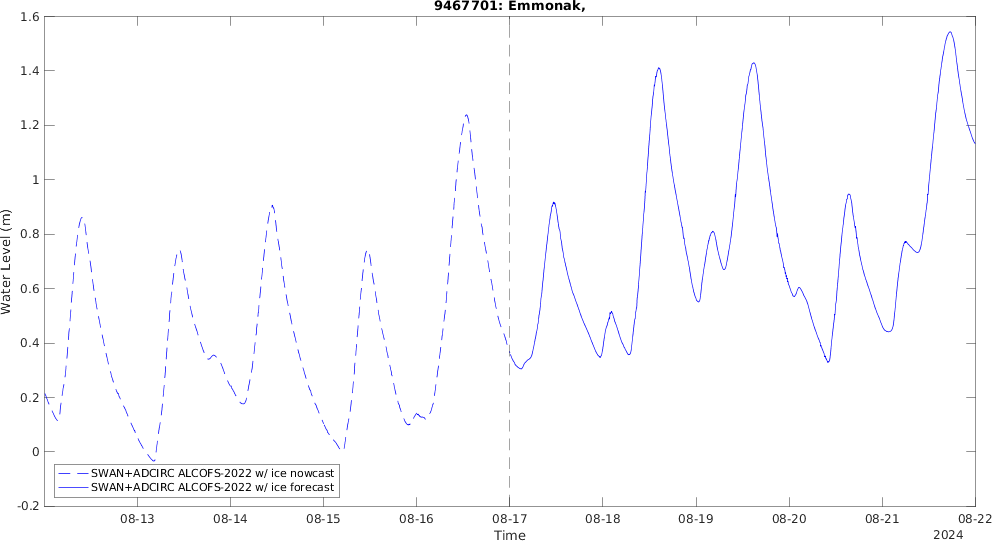 9467701: Emmonak,
Water Level (m)
1.6
1.4
1.2
1
0.8
0.6
0.4
0.2
0
-0.2
SWAN+ADCIRC ALCOFS-2022 w/ ice nowcast
SWAN+ADCIRC ALCOFS-2022 w/ ice forecast
08-13 08-14 08-15 08-16 08-17 08-18 08-19 08-20 08-21 08-22
Time
2024